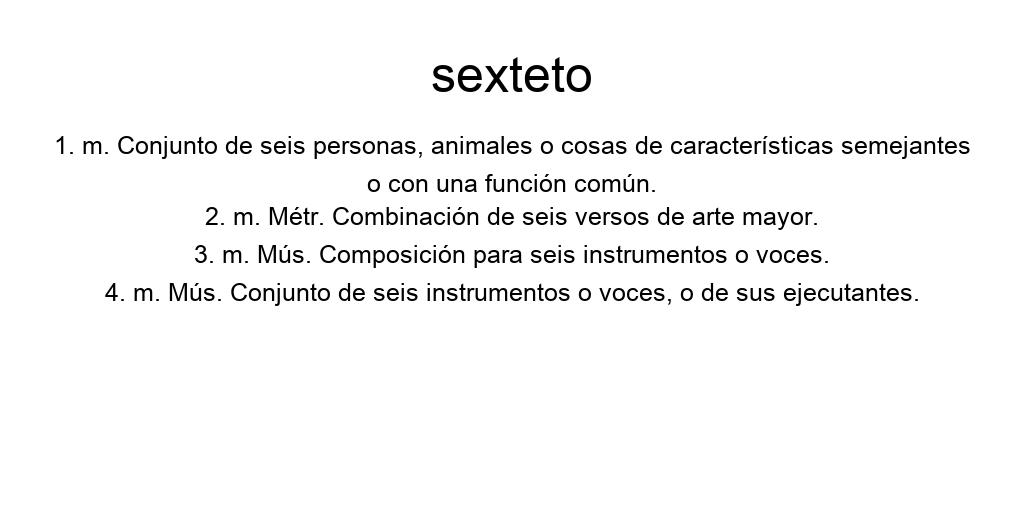 sexteto
1. m. Conjunto de seis personas, animales o cosas de características semejantes
o con una función común.
2. m. Métr. Combinación de seis versos de arte mayor.
3. m. Mús. Composición para seis instrumentos o voces.
4. m. Mús. Conjunto de seis instrumentos o voces, o de sus ejecutantes.